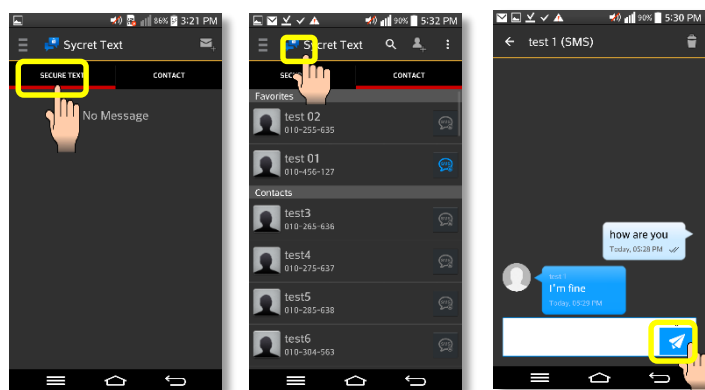 86% 3:21 PM
Sycret Text
SECURE TEXT CONTACT
No Message
90% 5:32 PM
Sycret Text
CONTACT
Favorites
test 02
010-255-635
test 01
010-456-127
Contacts
test3
010-265-636
test4
010-275-637
test5
010-285-638
test6
010-304-563
90% 5:30 PM
test 1 (SMS)
how are you
Today, 05:28 PM
test 1
I'm fine
Today, 05:29 PM